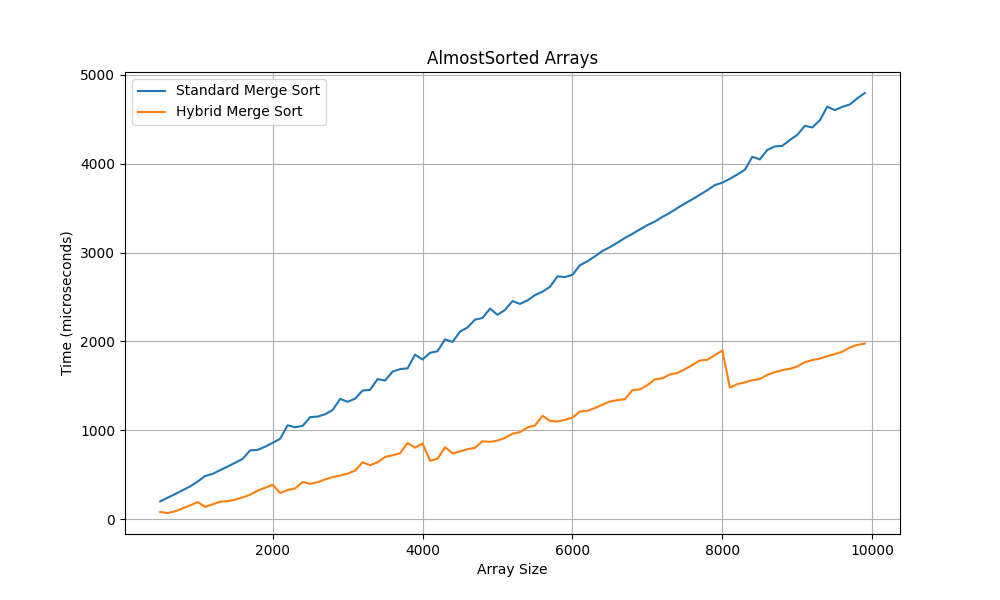 AlmostSorted Arrays
Standard Merge Sort
Hybrid Merge Sort
5000
4000
3000
2000
1000
0
Time (microseconds)
2000 4000 6000 8000 10000
Array Size